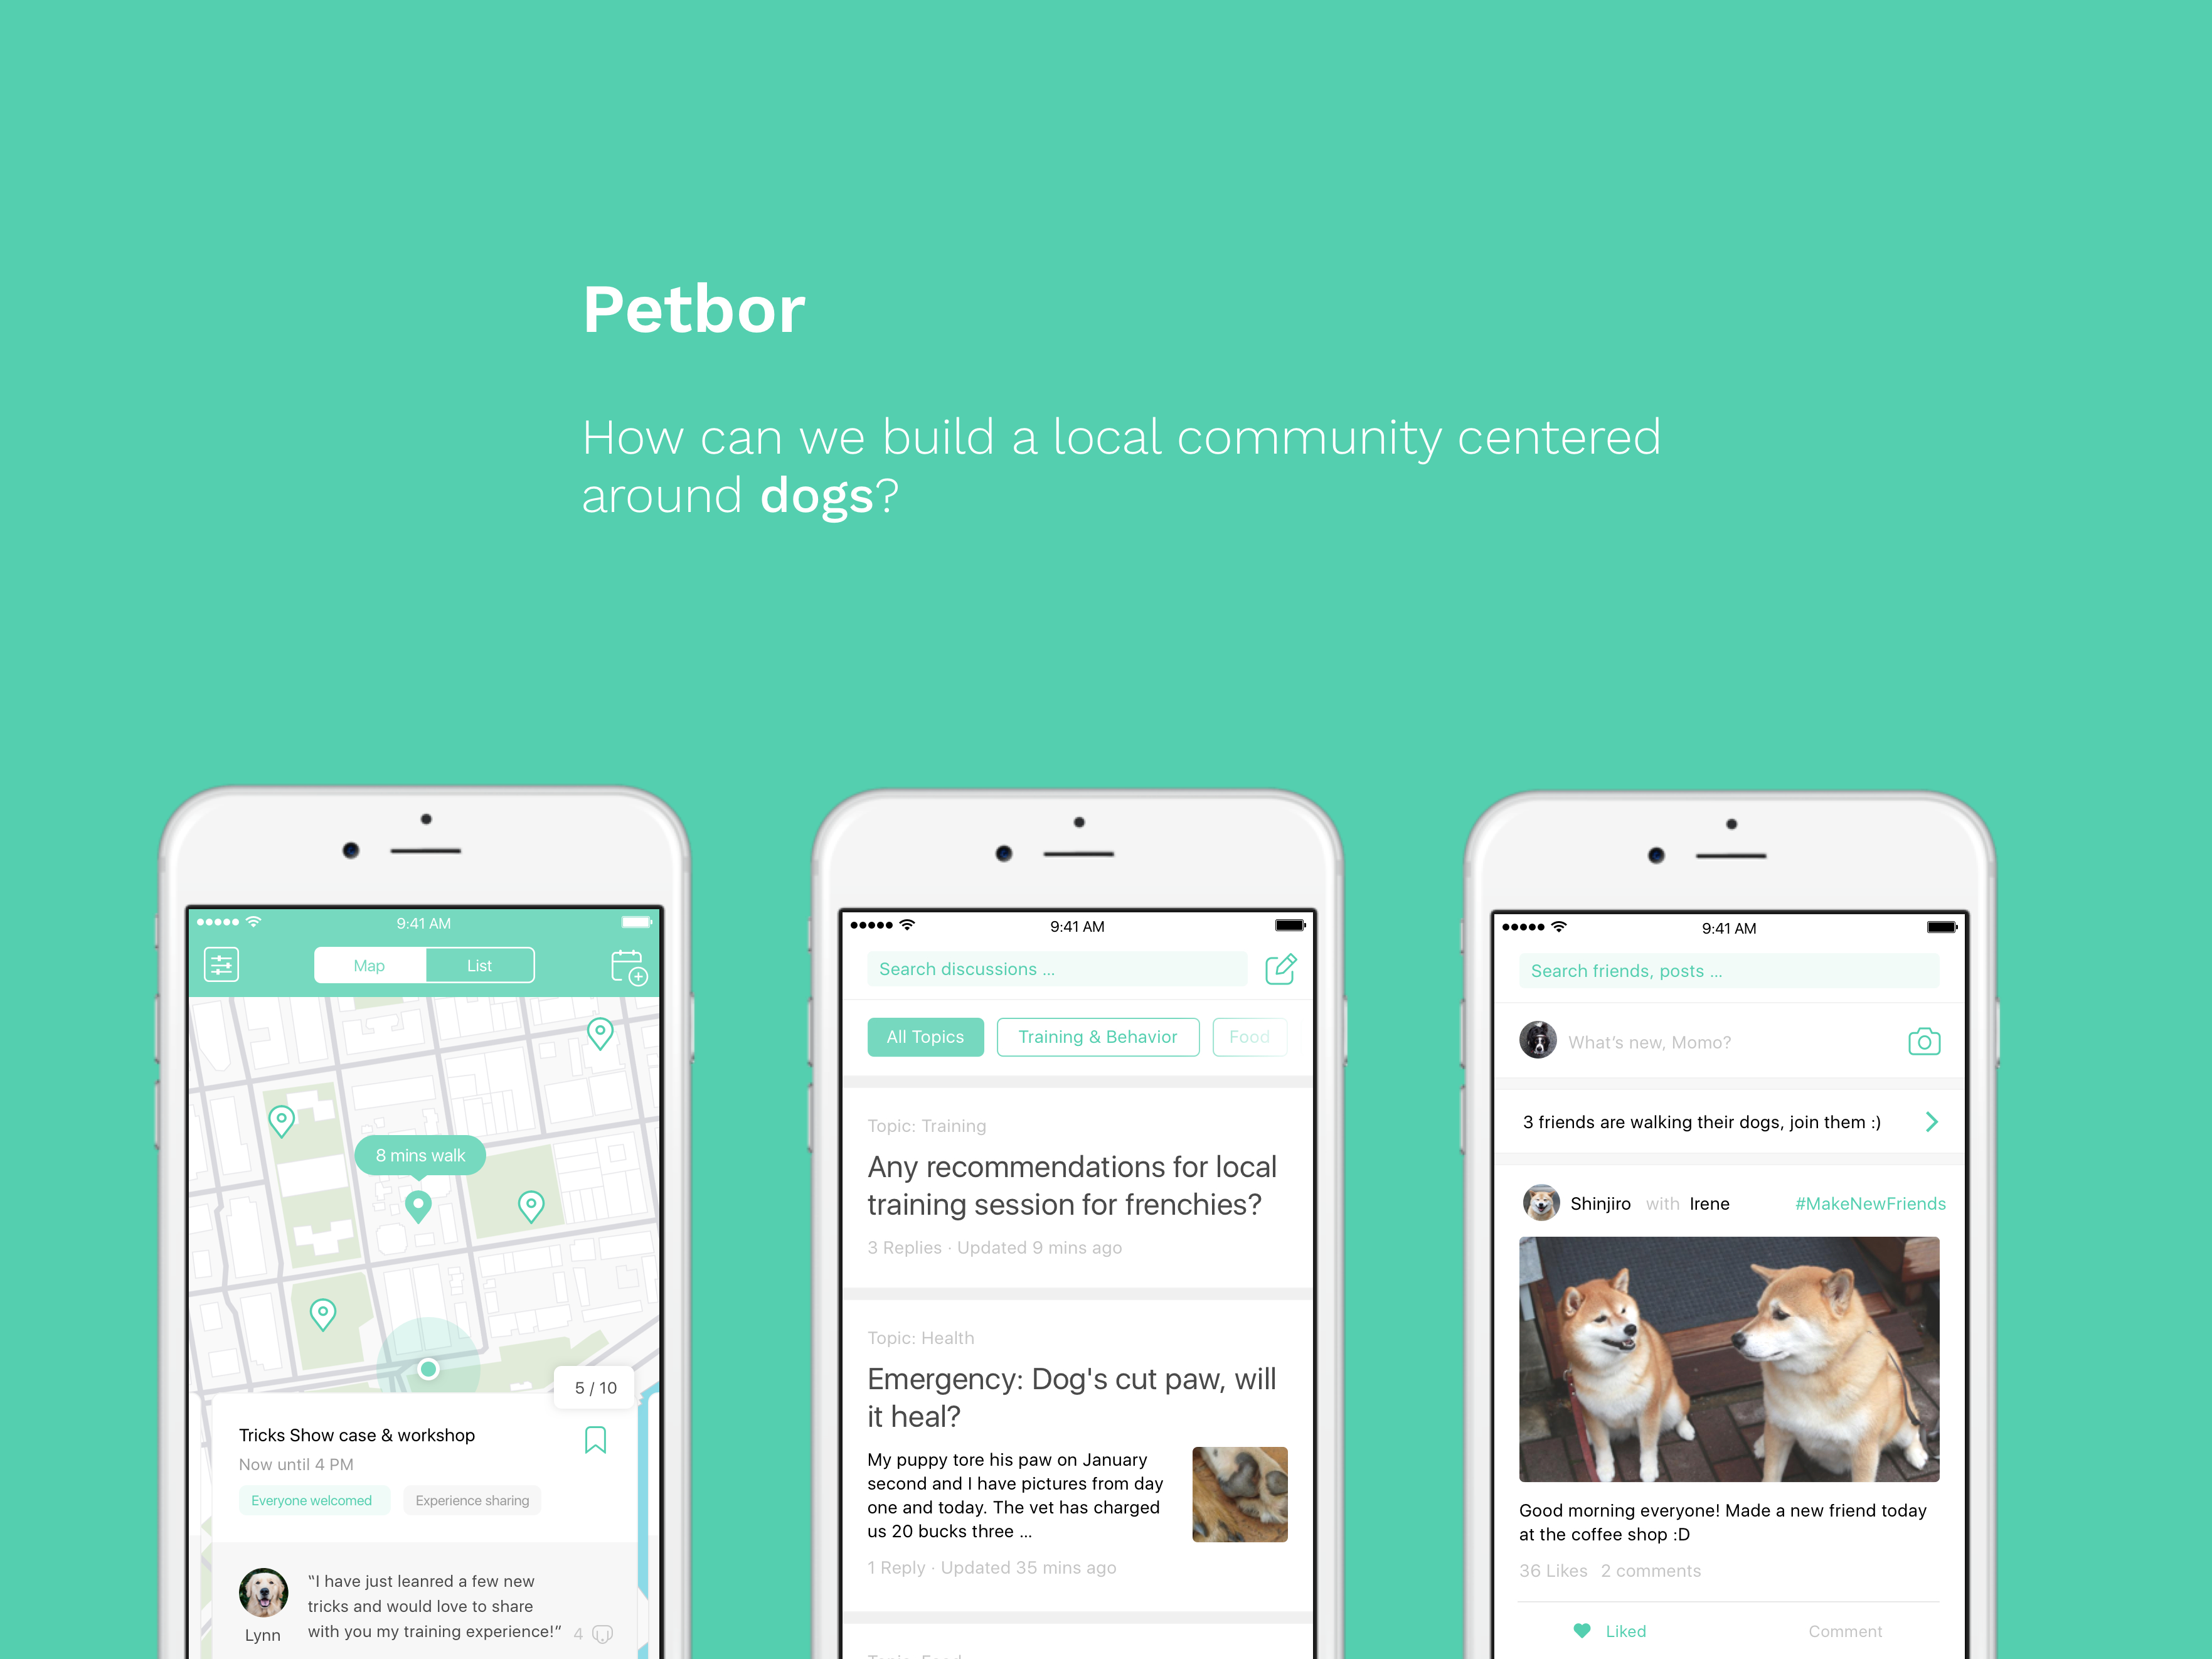 Petbor
How can we build a local community centered
around dogs?
9:41 AM
Map
List
8 mins walk
5 / 10
Tricks Show case & workshop
Now until 4 PM
Everyone welcomed
Experience sharing
“I have just leanred a few new
tricks and would love to share
with you my training experience!”
4
Lynn
9:41 AM
Search discussions ...
All Topics
Training & Behavior
Food
Topic: Training
Any recommendations for local
training session for frenchies?
3 Replies · Updated 9 mins ago
Topic: Health
Emergency: Dog's cut paw, will
it heal?
My puppy tore his paw on January
second and I have pictures from day
one and today. The vet has charged
us 20 bucks three ...
1 Reply · Updated 35 mins ago
Topic: Food
9:41 AM
Search friends, posts ...
What’s new, Momo?
3 friends are walking their dogs, join them :)
Shinjiro with Irene
#MakeNewFriends
Good morning everyone! Made a new friend today
at the coffee shop :D
36 Likes 2 comments
Liked
Comment